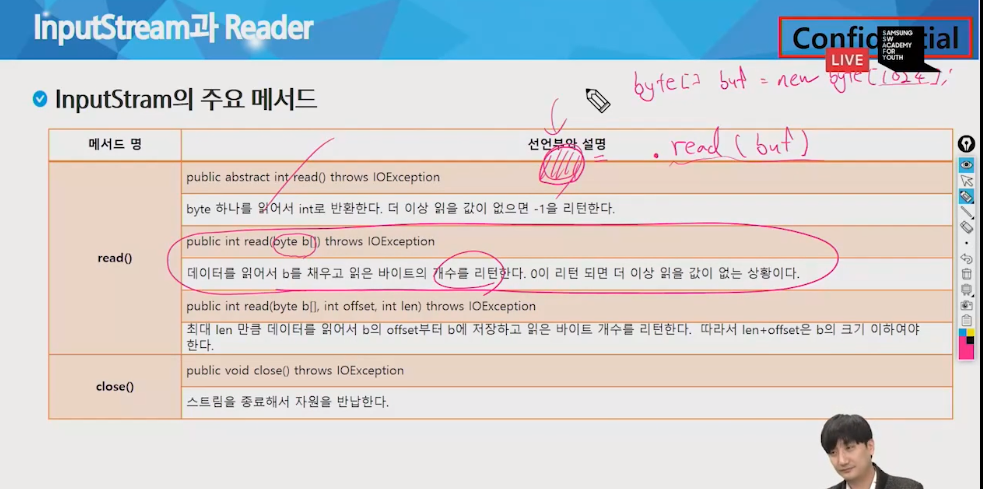 InputStream과 Reader
Confidential
SAMSUNG
SW
ACADEMY
FOR
YOUTH
LIVE
byte[] buf = new byte[1024];
InputStram의 주요 메서드
메서드 명
선언부와 설명
= . read (buf)
public abstract int read() throws IOException
byte 하나를 읽어서 int로 반환한다. 더 이상 읽을 값이 없으면 -1을 리턴한다.
read()
public int read(byte b[]) throws IOException
데이터를 읽어서 b를 채우고 읽은 바이트의 개수를 리턴한다. 0이 리턴 되면 더 이상 읽을 값이 없는 상황이다.
public int read(byte b[], int offset, int len) throws IOException
최대 len 만큼 데이터를 읽어서 b의 offset부터 b에 저장하고 읽은 바이트 개수를 리턴한다. 따라서 len+offset은 b의 크기 이하여야
한다.
close()
public void close() throws IOException
스트림을 종료해서 자원을 반납한다.